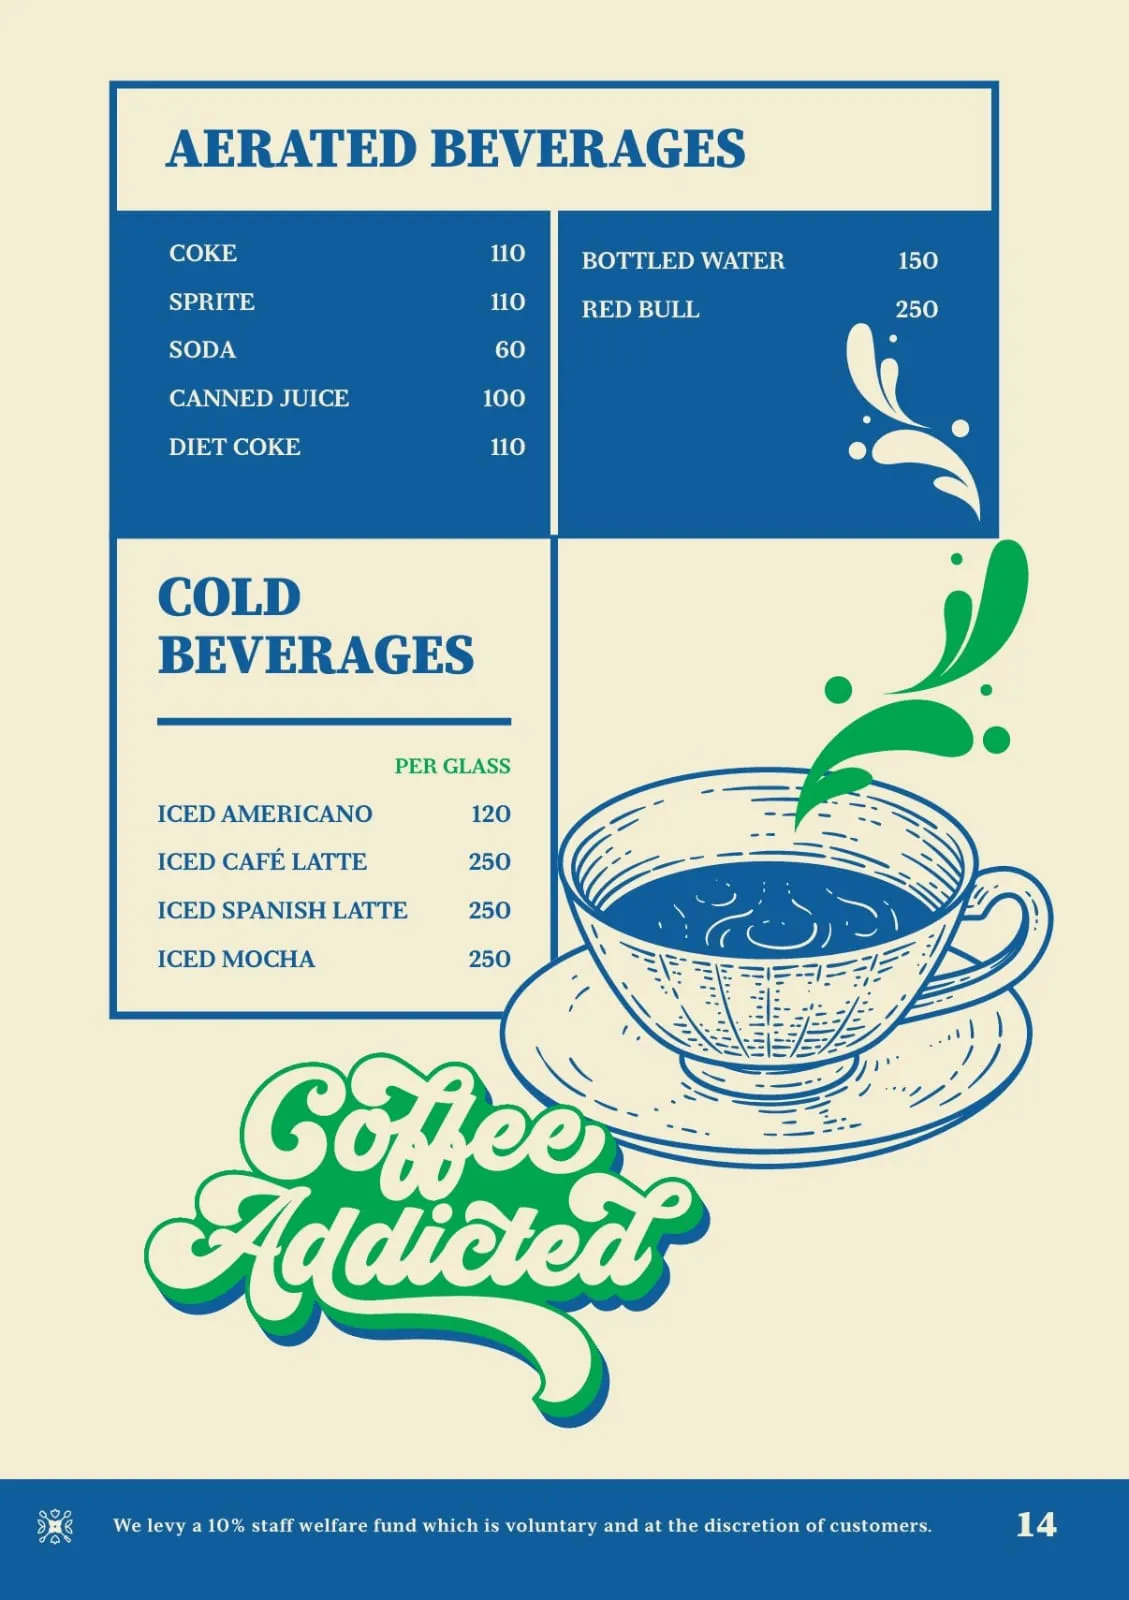 AERATED BEVERAGES
COKE 110
SPRITE 110
SODA 60
CANNED JUICE 100
DIET COKE 110
BOTTLED WATER 150
RED BULL 250
COLD
BEVERAGES
PER GLASS
ICED AMERICANO 120
ICED CAFÉ LATTE 250
ICED SPANISH LATTE 250
ICED MOCHA 250
Coffee
Addicted
We levy a 10% staff welfare fund which is voluntary and at the discretion of customers.
14